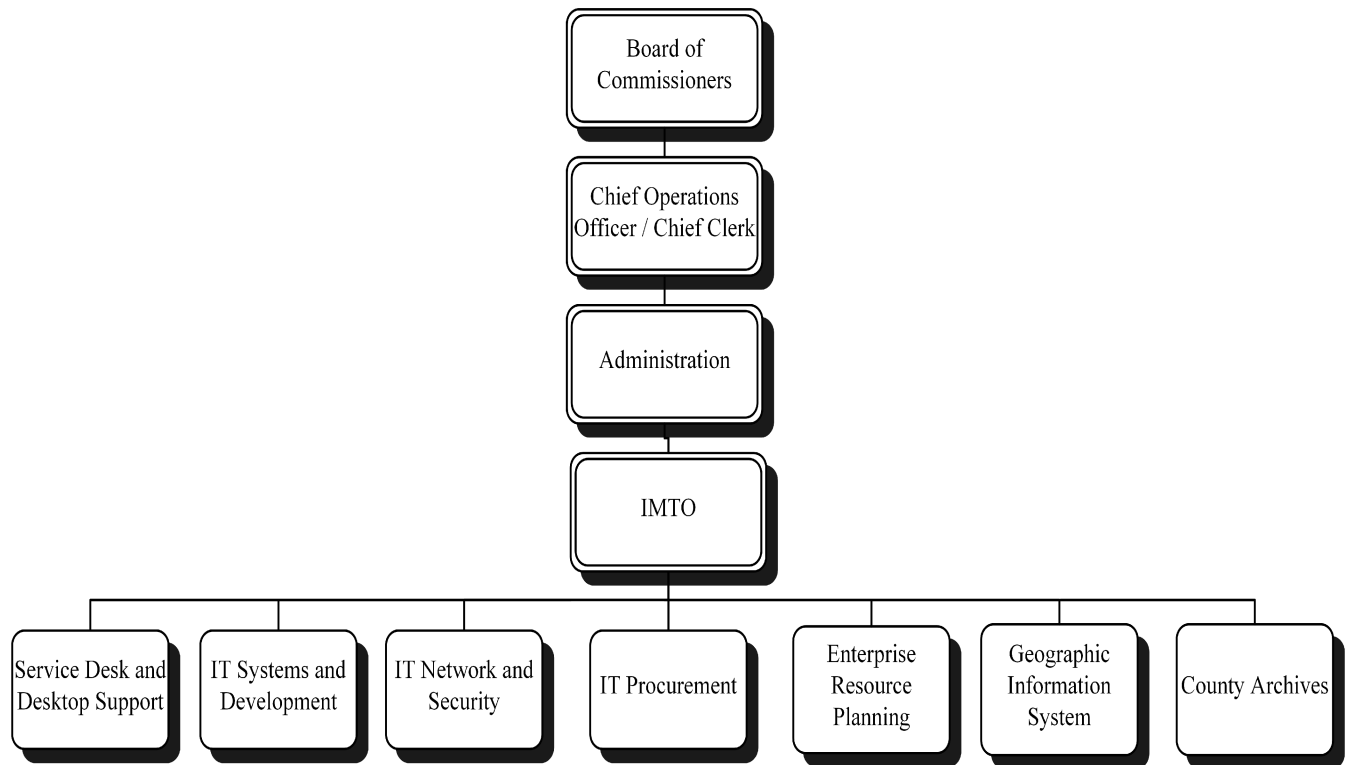 Board of
Commissioners
Chief Operations
Officer / Chief Clerk
Administration
IMTO
Service Desk and
Desktop Support
IT Systems and
Development
IT Network and
Security
IT Procurement
Enterprise
Resource
Planning
Geographic
Information
System
County Archives